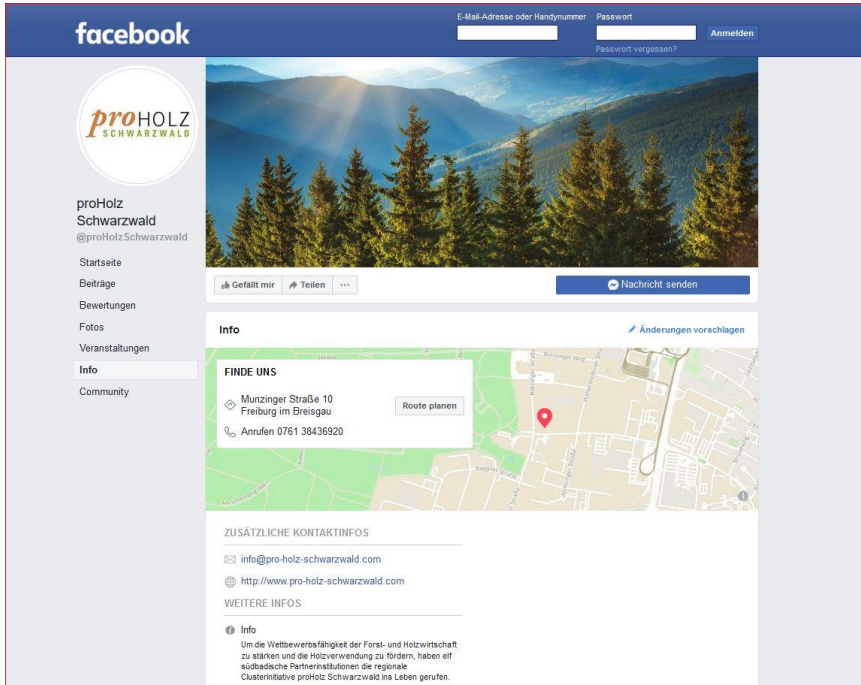 facebook
E-Mail-Adresse oder Handynummer
Passwort
Anmelden
Passwort vergessen?
proHOLZ
SCHWARZWALD
proHolz
Schwarzwald
@proHolzSchwarzwald
Startseite
Beiträge
Bewertungen
Fotos
Veranstaltungen
Info
Community
Gefällt mir
Teilen
Nachricht senden
Info
Änderungen vorschlagen
FINDE UNS
Munzinger Straße 10
Freiburg im Breisgau
Route planen
Anrufen 0761 38436920
ZUSÄTZLICHE KONTAKTINFOS
info@pro-holz-schwarzwald.com
http://www.pro-holz-schwarzwald.com
WEITERE INFOS
Info
Um die Wettbewerbsfähigkeit der Forst- und Holzwirtschaft
zu stärken und die Holzverwendung zu fördern, haben elf
südbadische Partnerinstitutionen die regionale
Clusterinitiative proHolz Schwarzwald ins Leben gerufen.